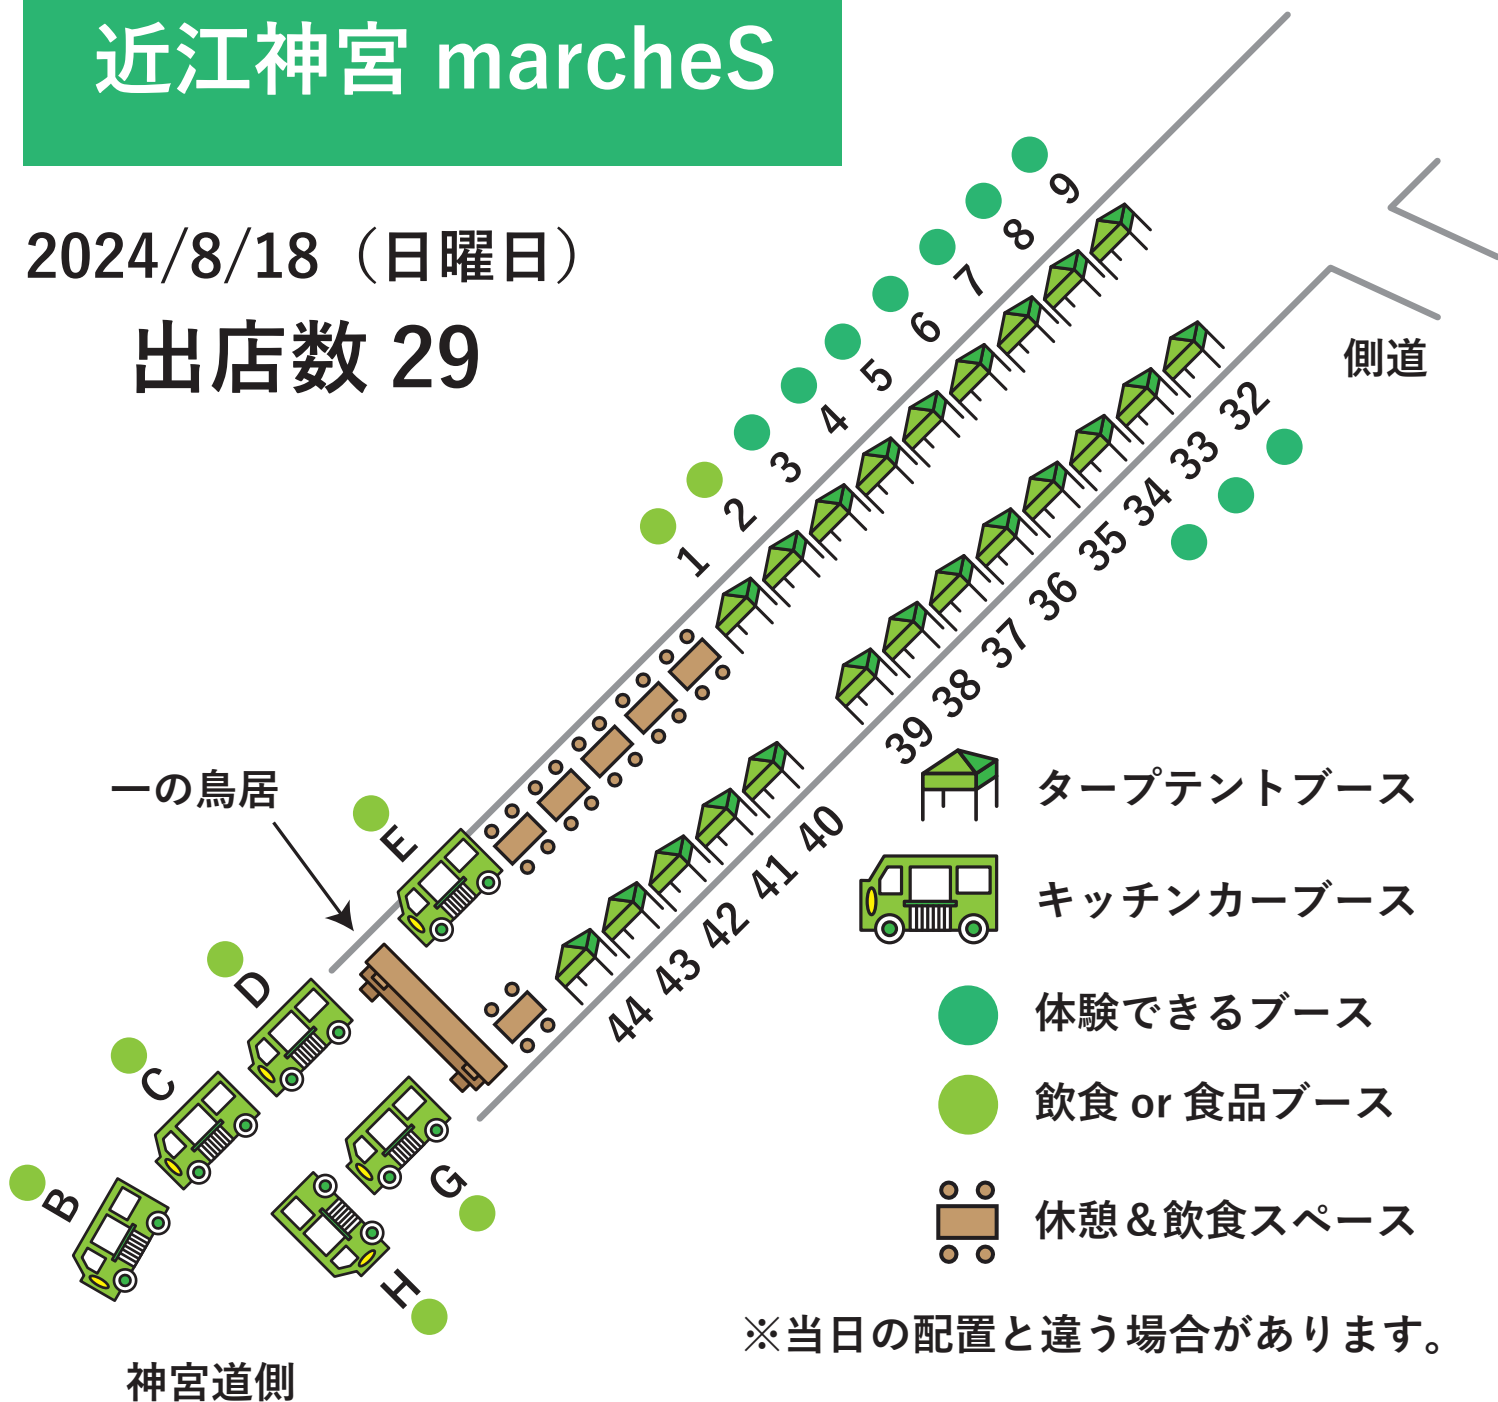 近江神宮 marcheS
2024/8/18（日曜日）
出店数 29
9
8
7
6
5
4
3
2
1
側道
32
33
34
35
36
37
38
39
40
41
42
43
44
一の鳥居
E
D
C
B
G
H
タープテントブース
キッチンカーブース
体験できるブース
飲食 or 食品ブース
休憩＆飲食スペース
※当日の配置と違う場合があります。
神宮道側